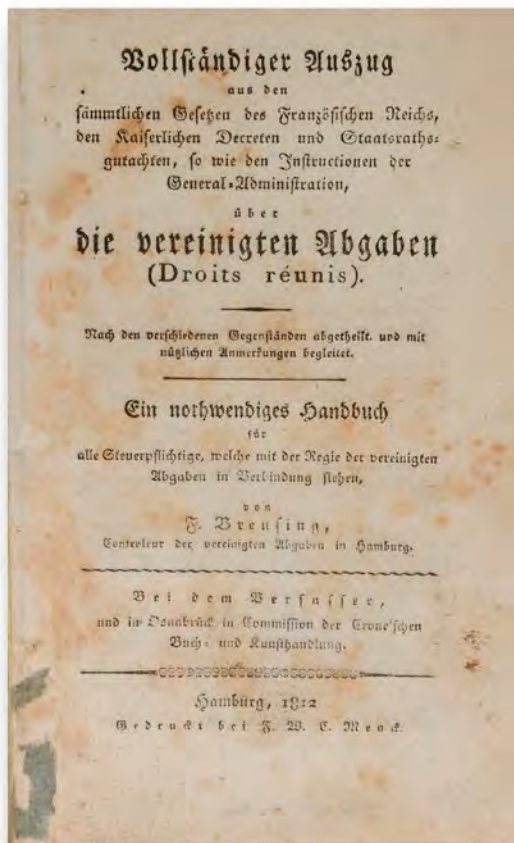 Vollständiger Auszug
aus den
sämmtlichen Gesetzen des Französischen Reichs,
den Kaiserlichen Decreten und Staatsraths-
gutachten, so wie den Instructionen der
General-Administration,
über
die vereinigten Abgaben
(Droits réunis).
Nach den verschiedenen Gegenständen abgetheilt, und mit
nützlichen Anmerkungen begleitet.
Ein nothwendiges Handbuch
für
alle Steuerpflichtige, welche mit der Regie der vereinigten
Abgaben in Verbindung stehen,
von
F. Breusing,
Controleur der vereinigten Abgaben in Hamburg.
Bei dem Verfasser,
und in Osnabrück in Commission der Crone'schen
Buch- und Kunsthandlung.
Hamburg, 1812
Gedruckt bei F. W. C. Menck.